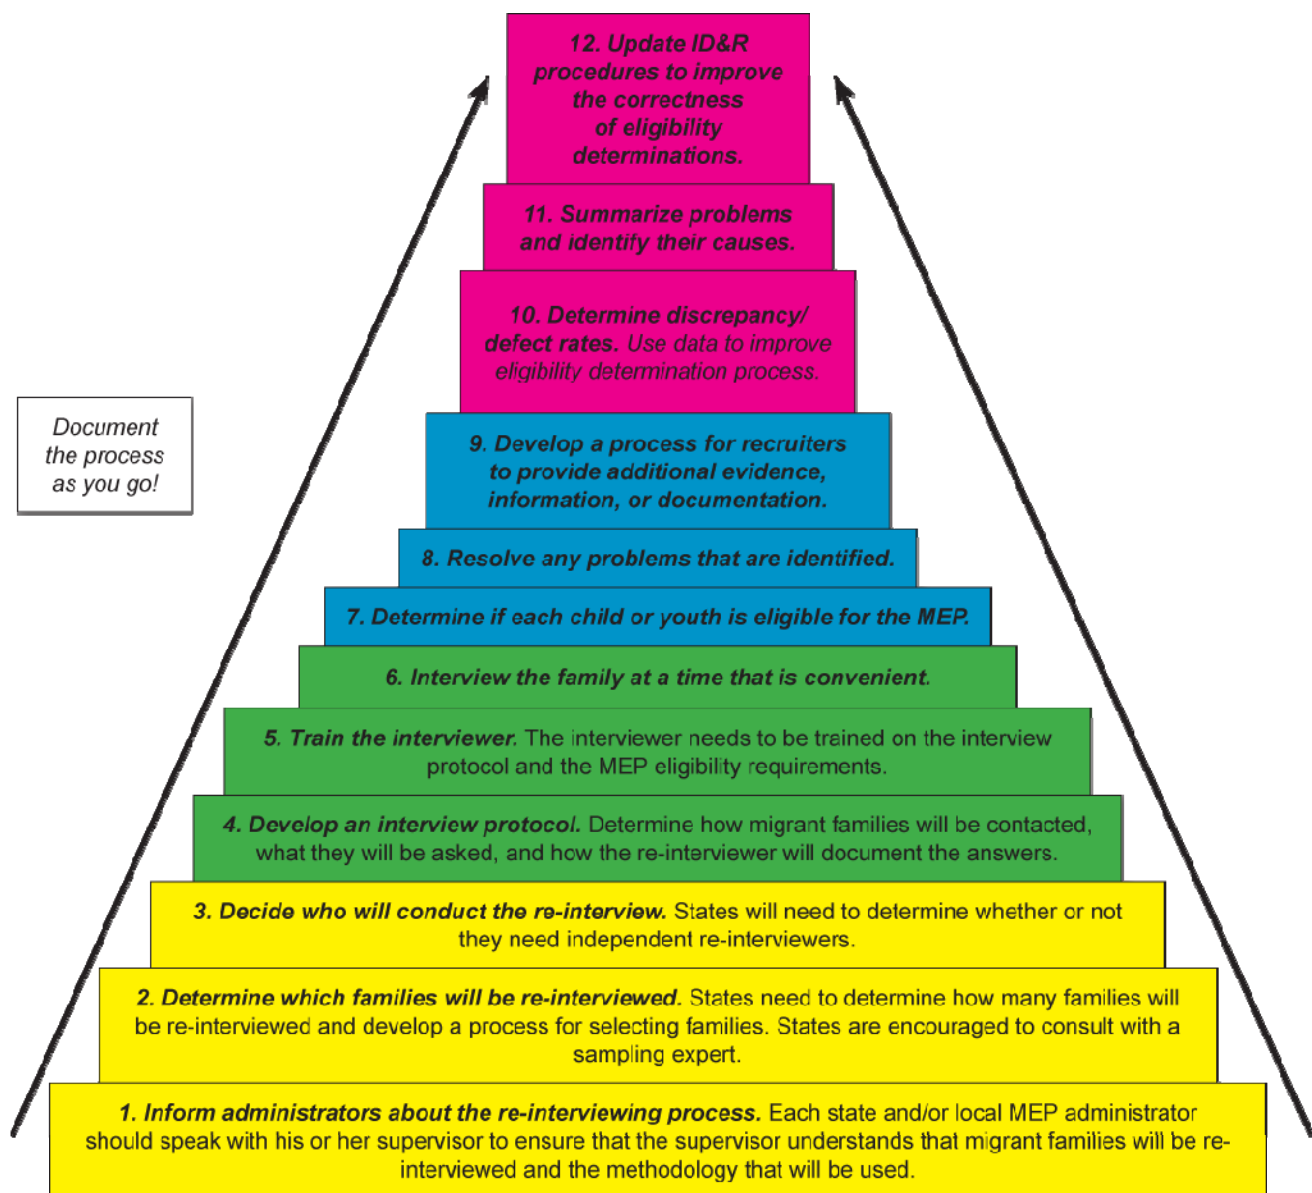 12. Update ID&R
procedures to improve
the correctness
of eligibility
determinations.
11. Summarize problems
and identify their causes.
10. Determine discrepancy/
defect rates. Use data to improve
eligibility determination process.
Document
the process
as you go!
9. Develop a process for recruiters
to provide additional evidence,
information, or documentation.
8. Resolve any problems that are identified.
7. Determine if each child or youth is eligible for the MEP.
6. Interview the family at a time that is convenient.
5. Train the interviewer. The interviewer needs to be trained on the interview
protocol and the MEP eligibility requirements.
4. Develop an interview protocol. Determine how migrant families will be contacted,
what they will be asked, and how the re-interviewer will document the answers.
3. Decide who will conduct the re-interview. States will need to determine whether or not
they need independent re-interviewers.
2. Determine which families will be re-interviewed. States need to determine how many families will
be re-interviewed and develop a process for selecting families. States are encouraged to consult with a
sampling expert.
1. Inform administrators about the re-interviewing process. Each state and/or local MEP administrator
should speak with his or her supervisor to ensure that the supervisor understands that migrant families will be re-
interviewed and the methodology that will be used.